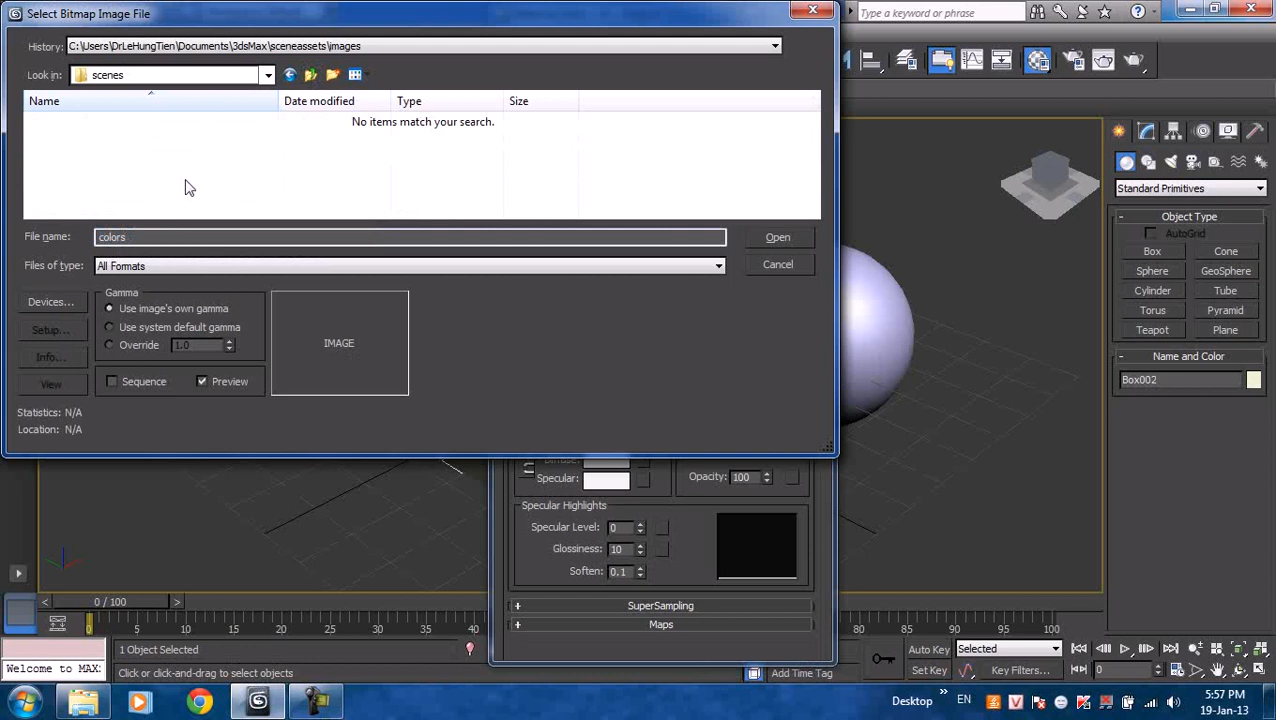 Select Bitmap Image File
Type a keyword or phrase
History: C:\Users\DrLeHungTien\Documents\3dsMax\sceneassets\images
Look in: scenes
Name Date modified Type Size
No items match your search.
File name: colors Open
Files of type: All Formats Cancel
Devices...
Setup...
Info...
View
Gamma
Use image's own gamma
Use system default gamma
Override 1.0
Sequence Preview
IMAGE
Statistics: N/A
Location: N/A
Standard Primitives
- Object Type
AutoGrid
Box Cone
Sphere GeoSphere
Cylinder Tube
Torus Pyramid
Teapot Plane
- Name and Color
Box002
Diffuse:
Specular:
Opacity: 100
Specular Highlights
Specular Level: 0
Glossiness: 10
Soften: 0.1
+ SuperSampling
+ Maps
< 0 / 100 >
0 5 10 15 20 25 30 35 40 80 85 90 95 100
1 Object Selected
Welcome to MAX:
Click or click-and-drag to select objects
Add Time Tag
Auto Key Selected
Set Key Key Filters... 0
Desktop » EN
5:57 PM
19-Jan-13